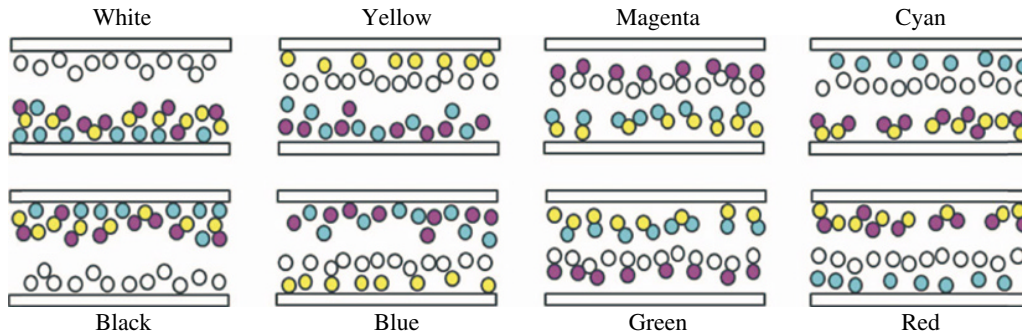 White
Yellow
Magenta
Cyan
Black
Blue
Green
Red